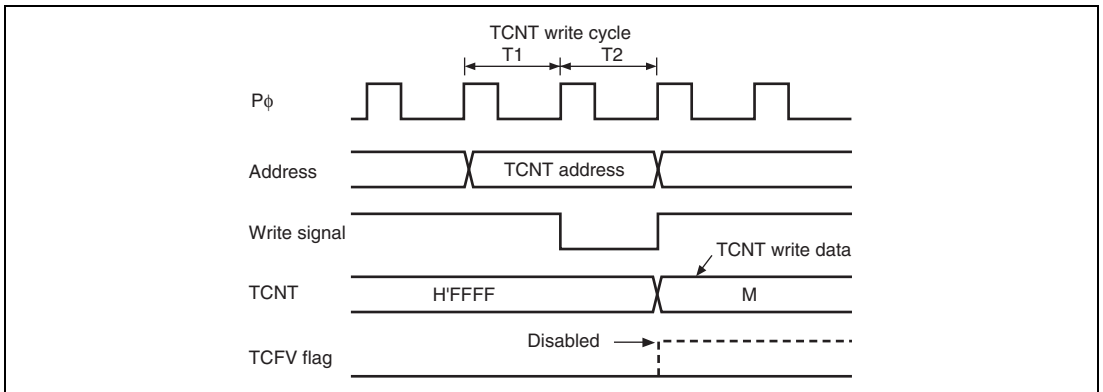 TCNT write cycle
T1 T2
Pϕ
Address TCNT address
Write signal
TCNT write data
TCNT H'FFFF M
Disabled
TCFV flag